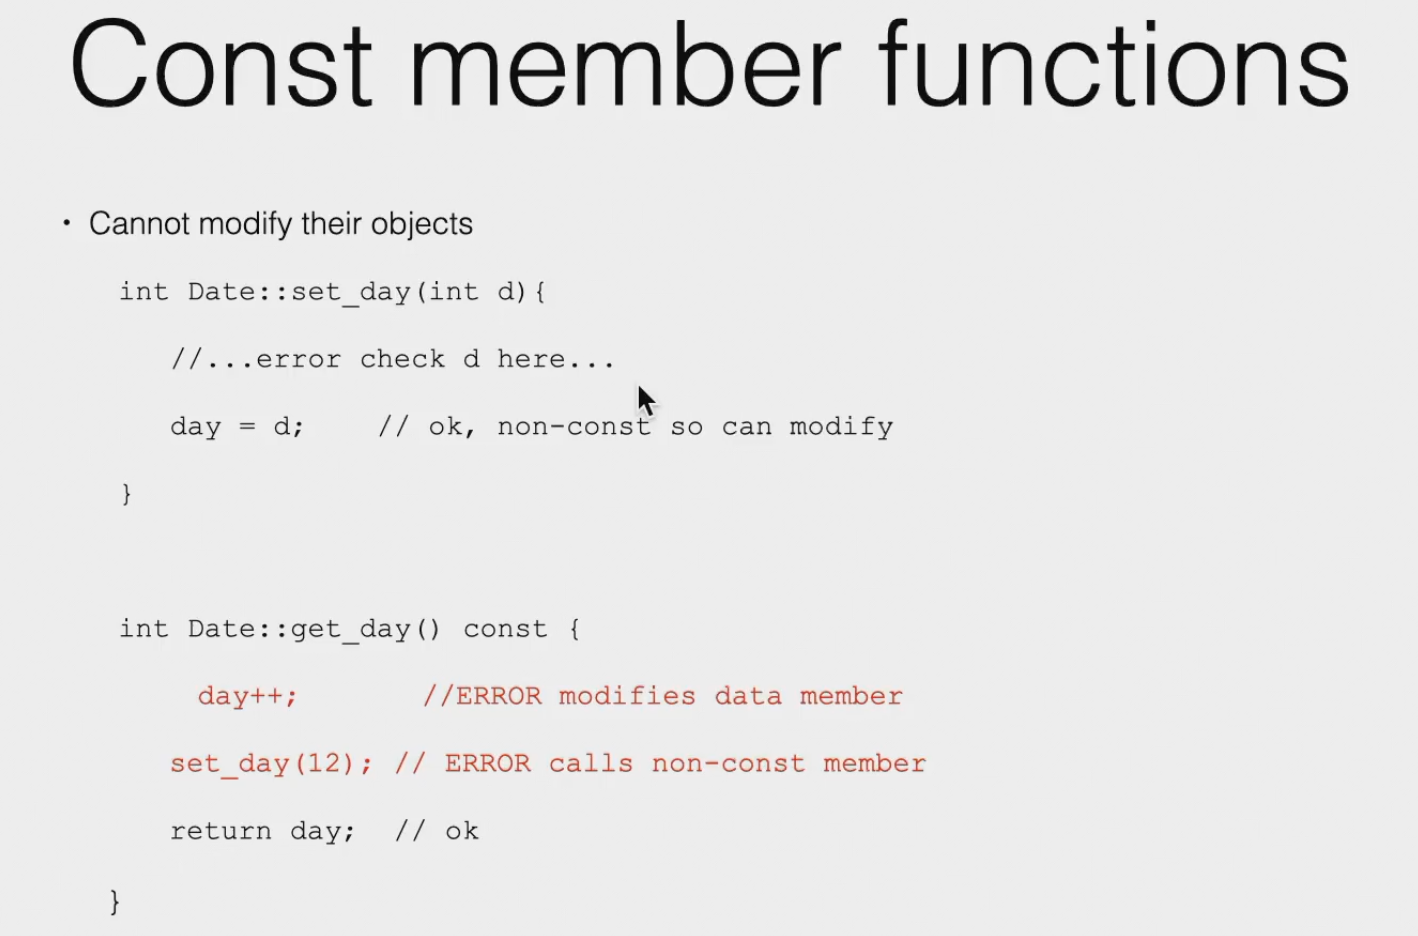 Const member functions
• Cannot modify their objects
int Date::set_day(int d){
//...error check d here...
day = d;    // ok, non-const so can modify
}
int Date::get_day() const {
day++;       //ERROR modifies data member
set_day(12); // ERROR calls non-const member
return day;  // ok
}